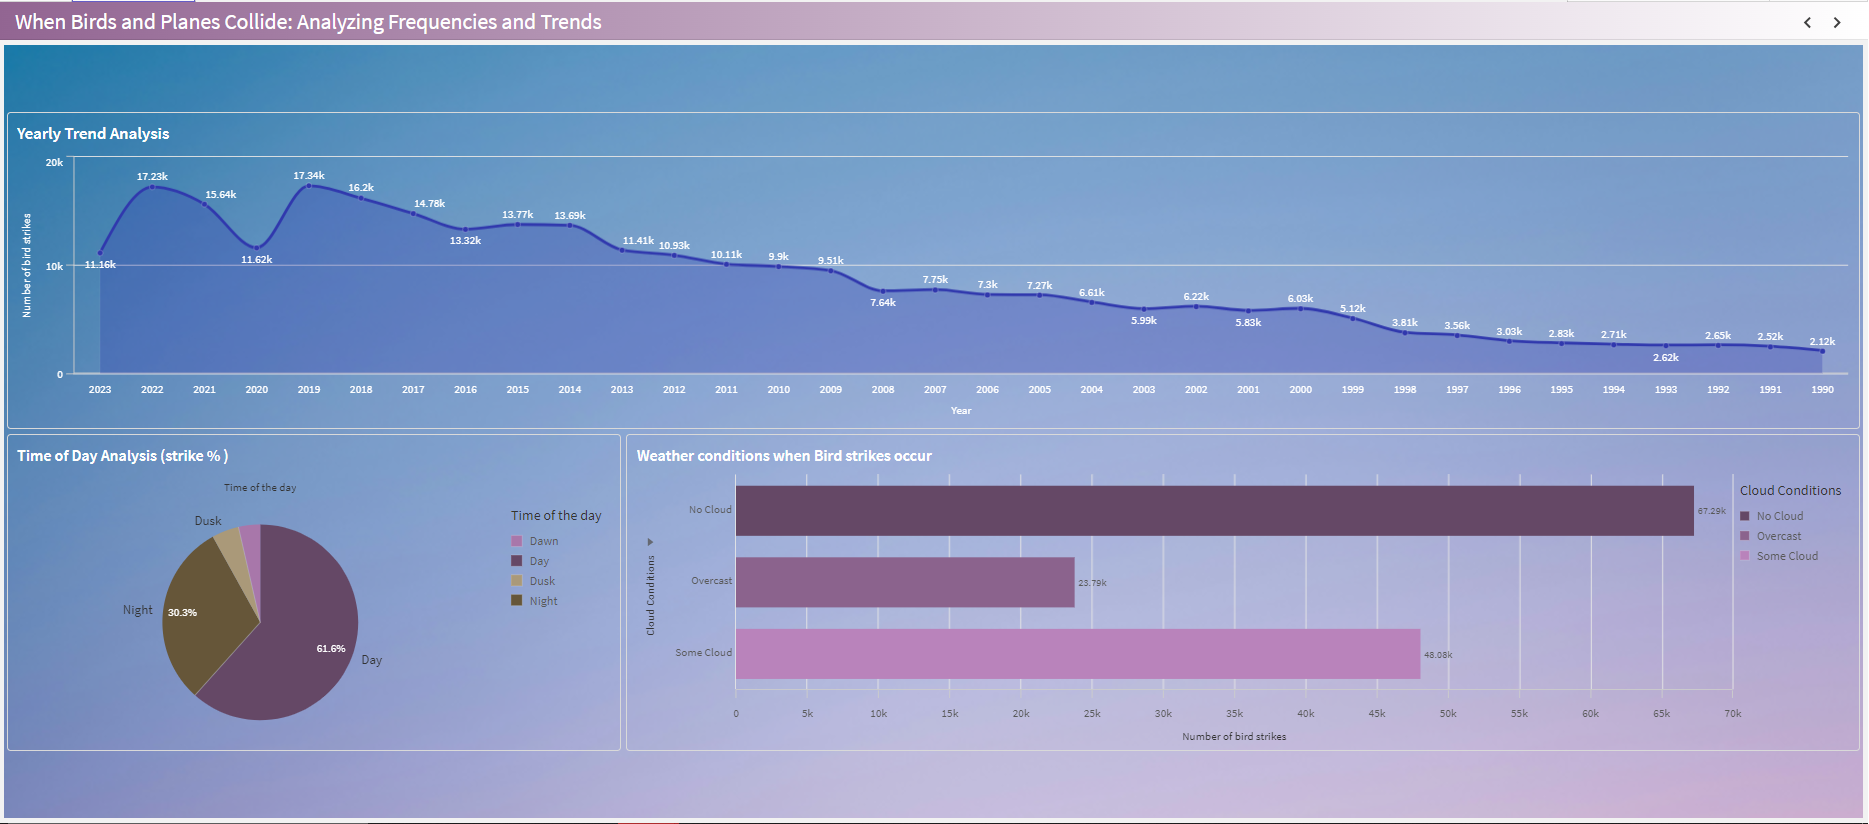 When Birds and Planes Collide: Analyzing Frequencies and Trends
Yearly Trend Analysis
Number of bird strikes
20k
10k
0
11.16k
17.23k
15.64k
11.62k
17.34k
16.2k
14.78k
13.32k
13.77k
13.69k
11.41k
10.93k
10.11k
9.9k
9.51k
7.64k
7.75k
7.3k
7.27k
6.61k
5.99k
6.22k
5.83k
6.03k
5.12k
3.81k
3.56k
3.03k
2.83k
2.71k
2.62k
2.65k
2.52k
2.12k
2023 2022 2021 2020 2019 2018 2017 2016 2015 2014 2013 2012 2011 2010 2009 2008 2007 2006 2005 2004 2003 2002 2001 2000 1999 1998 1997 1996 1995 1994 1993 1992 1991 1990
Year
Time of Day Analysis (strike % )
Time of the day
Dusk
Night
30.3%
61.6%
Day
Time of the day
Dawn
Day
Dusk
Night
Weather conditions when Bird strikes occur
Cloud Conditions
No Cloud
67.29k
Overcast
23.79k
Some Cloud
48.08k
0 5k 10k 15k 20k 25k 30k 35k 40k 45k 50k 55k 60k 65k 70k
Number of bird strikes
Cloud Conditions
No Cloud
Overcast
Some Cloud